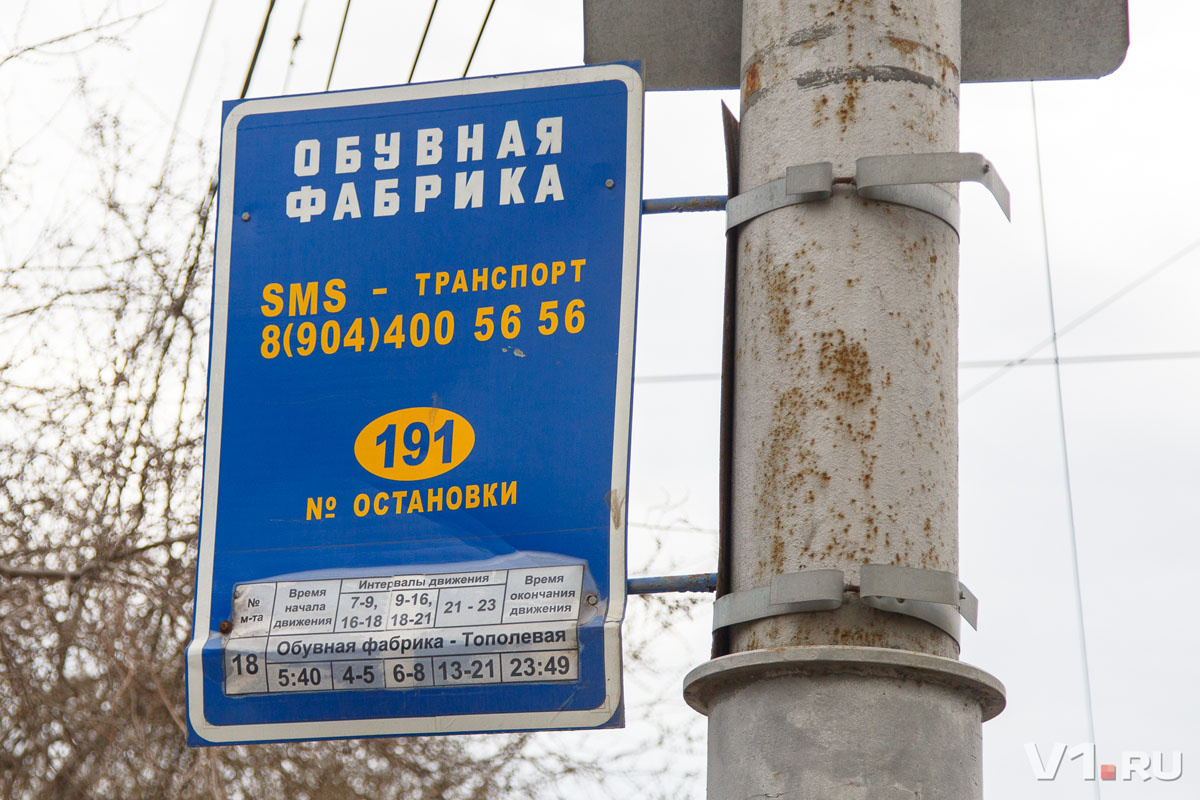 ОБУВНАЯ
ФАБРИКА
SMS - ТРАНСПОРТ
8(904)400 56 56
191
№ ОСТАНОВКИ
№ м-та Время начала движения Интервалы движения 7-9, 16-18 9-16, 18-21 21 - 23 Время окончания движения
Обувная фабрика - Тополевая
18 5:40 4-5 6-8 13-21 23:49
V1.RU